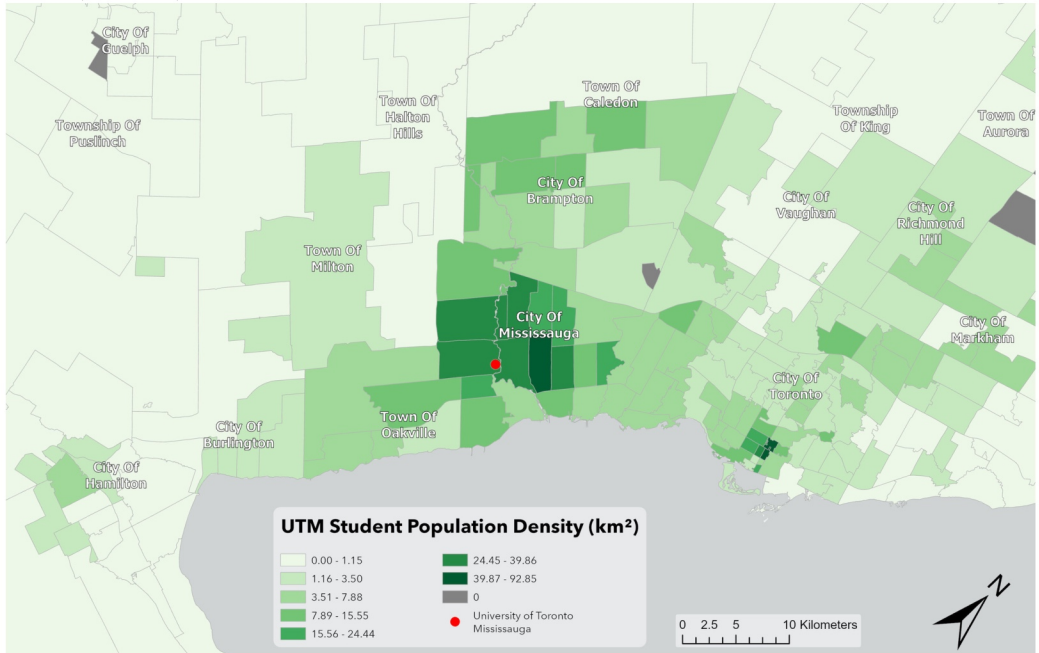 City Of
Guelph
Township Of
Puslinch
Town Of
Halton
Hills
Town Of
Caledon
Township
Of King
Town Of
Aurora
City Of
Brampton
City Of
Vaughan
City Of
Richmond
Hill
Town Of
Milton
City Of
Mississauga
City Of
Markham
City Of
Toronto
Town Of
Oakville
City Of
Burlington
City Of
Hamilton
UTM Student Population Density (km²)
0.00 - 1.15
1.16 - 3.50
3.51 - 7.88
7.89 - 15.55
15.56 - 24.44
24.45 - 39.86
39.87 - 92.85
0
University of Toronto
Mississauga
0 2.5 5 10 Kilometers
N